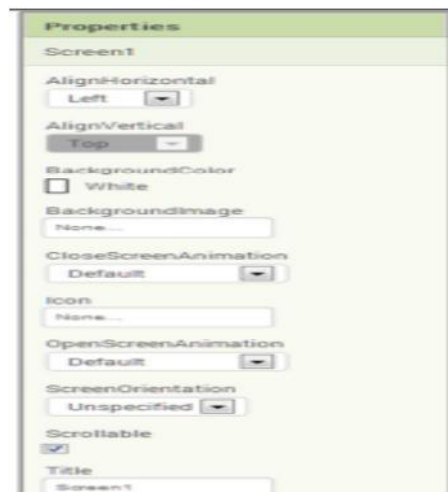 Properties
Screen1
AlignHorizontal
Left
AlignVertical
Top
BackgroundColor
White
BackgroundImage
None...
CloseScreenAnimation
Default
Icon
None...
OpenScreenAnimation
Default
ScreenOrientation
Unspecified
Scrollable
Title
Screen1